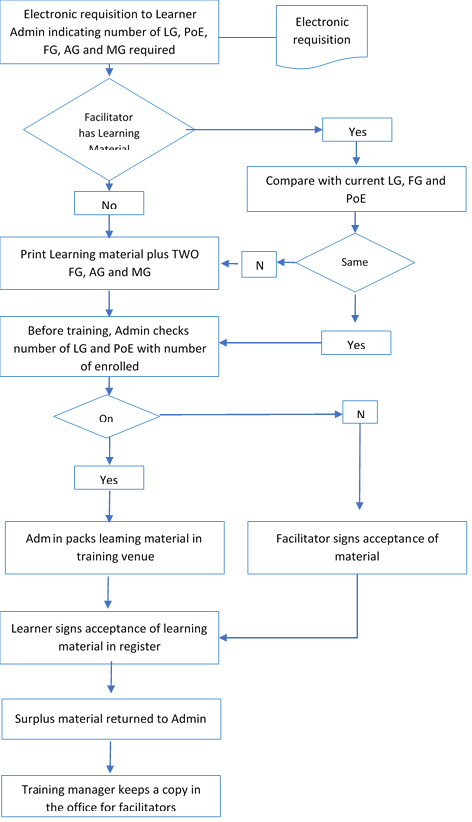 Electronic requisition to Learner
Admin indicating number of LG, PoE,
FG, AG and MG required
Electronic
requisition
Facilitator
has Learning
Material
Yes
No
Compare with current LG, FG and
PoE
Print Learning material plus TWO
FG, AG and MG
N
Same
Before training, Admin checks
number of LG and PoE with number
of enrolled
Yes
On
N
Yes
Admin packs learning material in
training venue
Facilitator signs acceptance of
material
Learner signs acceptance of learning
material in register
Surplus material returned to Admin
Training manager keeps a copy in
the office for facilitators